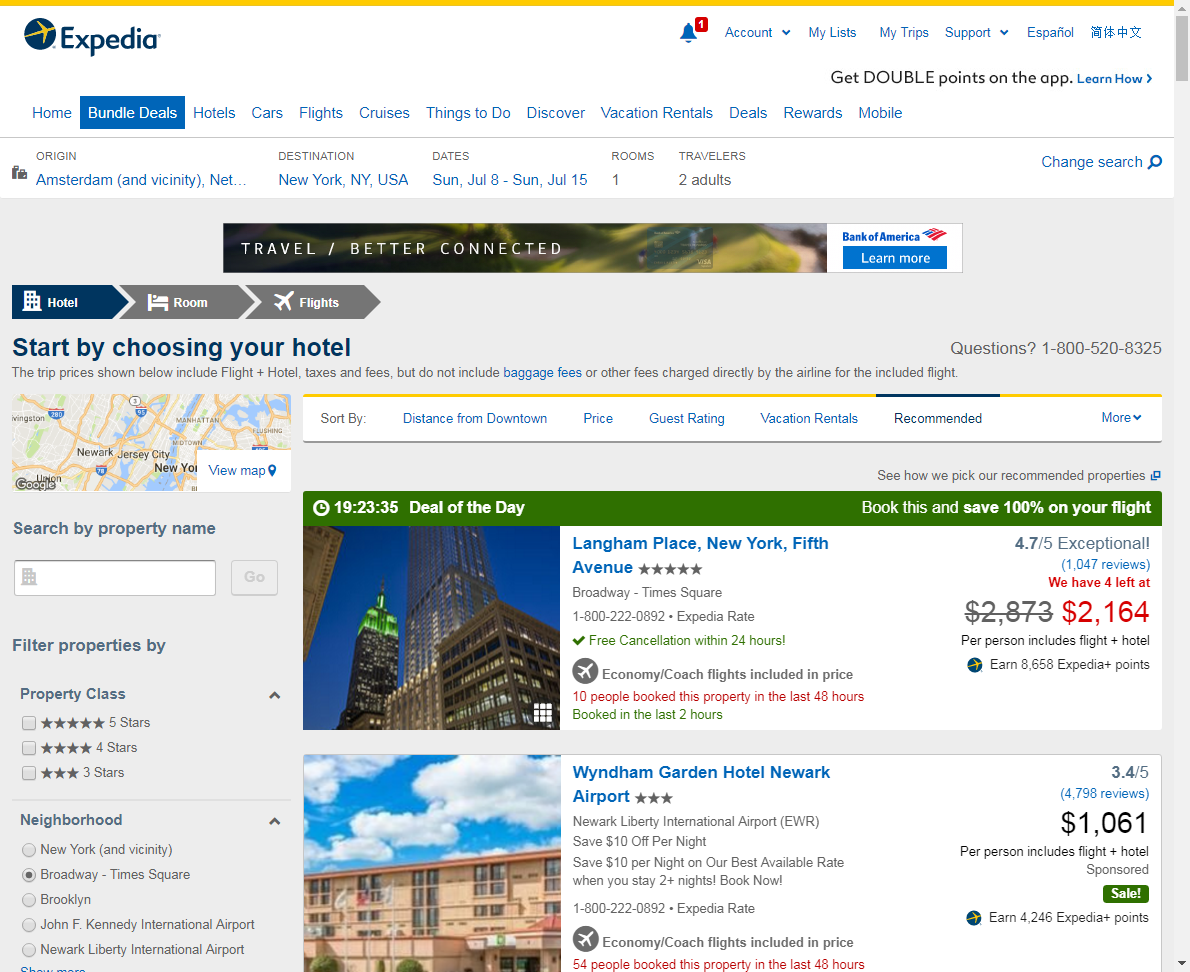 Expedia
1
Account
My Lists
My Trips
Support
Español
简体中文
Get DOUBLE points on the app. Learn How
Home
Bundle Deals
Hotels
Cars
Flights
Cruises
Things to Do
Discover
Vacation Rentals
Deals
Rewards
Mobile
ORIGIN
Amsterdam (and vicinity), Net...
DESTINATION
New York, NY, USA
DATES
Sun, Jul 8 - Sun, Jul 15
ROOMS
1
TRAVELERS
2 adults
Change search
TRAVEL / BETTER CONNECTED
VISA
Bank of America
Learn more
Hotel
Room
Flights
Start by choosing your hotel
Questions? 1-800-520-8325
The trip prices shown below include Flight + Hotel, taxes and fees, but do not include baggage fees or other fees charged directly by the airline for the included flight.
vingston
280
3
95
MANHATTAN
FLUSHING
MIDTOWN
Newark
Jersey City
78
New Yor
Union
Google
View map
Search by property name
Go
Filter properties by
Property Class
5 Stars
4 Stars
3 Stars
Neighborhood
New York (and vicinity)
Broadway - Times Square
Brooklyn
John F. Kennedy International Airport
Newark Liberty International Airport
Show more
Sort By:
Distance from Downtown
Price
Guest Rating
Vacation Rentals
Recommended
More
See how we pick our recommended properties
19:23:35 Deal of the Day
Book this and save 100% on your flight
Langham Place, New York, Fifth
Avenue
Broadway - Times Square
1-800-222-0892 • Expedia Rate
Free Cancellation within 24 hours!
Economy/Coach flights included in price
10 people booked this property in the last 48 hours
Booked in the last 2 hours
4.7/5 Exceptional!
(1,047 reviews)
We have 4 left at
$2,873 $2,164
Per person includes flight + hotel
Earn 8,658 Expedia+ points
Wyndham Garden Hotel Newark
Airport
Newark Liberty International Airport (EWR)
Save $10 Off Per Night
Save $10 per Night on Our Best Available Rate
when you stay 2+ nights! Book Now!
1-800-222-0892 • Expedia Rate
Economy/Coach flights included in price
54 people booked this property in the last 48 hours
3.4/5
(4,798 reviews)
$1,061
Per person includes flight + hotel
Sponsored
Sale!
Earn 4,246 Expedia+ points